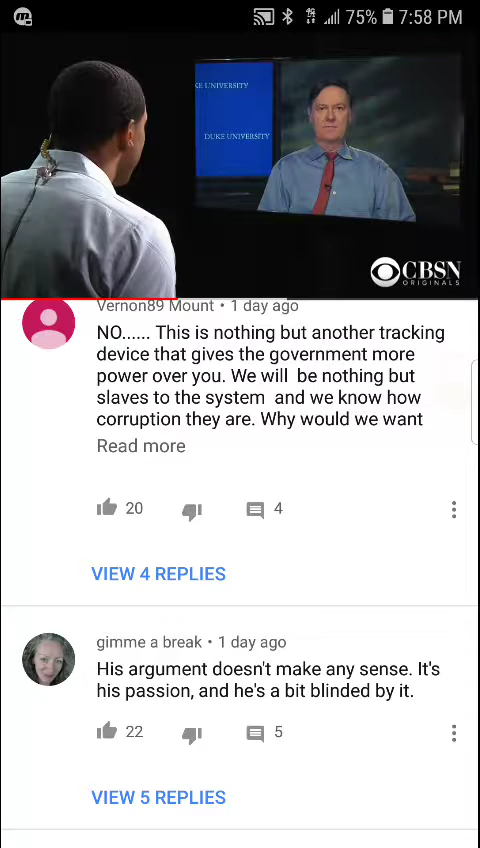 75% 7:58 PM
KE UNIVERSITY
DUKE UNIVERSITY
CBSN
ORIGINALS
Vernon89 Mount • 1 day ago
NO...... This is nothing but another tracking
device that gives the government more
power over you. We will  be nothing but
slaves to the system  and we know how
corruption they are. Why would we want
Read more
20
4
VIEW 4 REPLIES
gimme a break • 1 day ago
His argument doesn't make any sense. It's
his passion, and he's a bit blinded by it.
22
5
VIEW 5 REPLIES